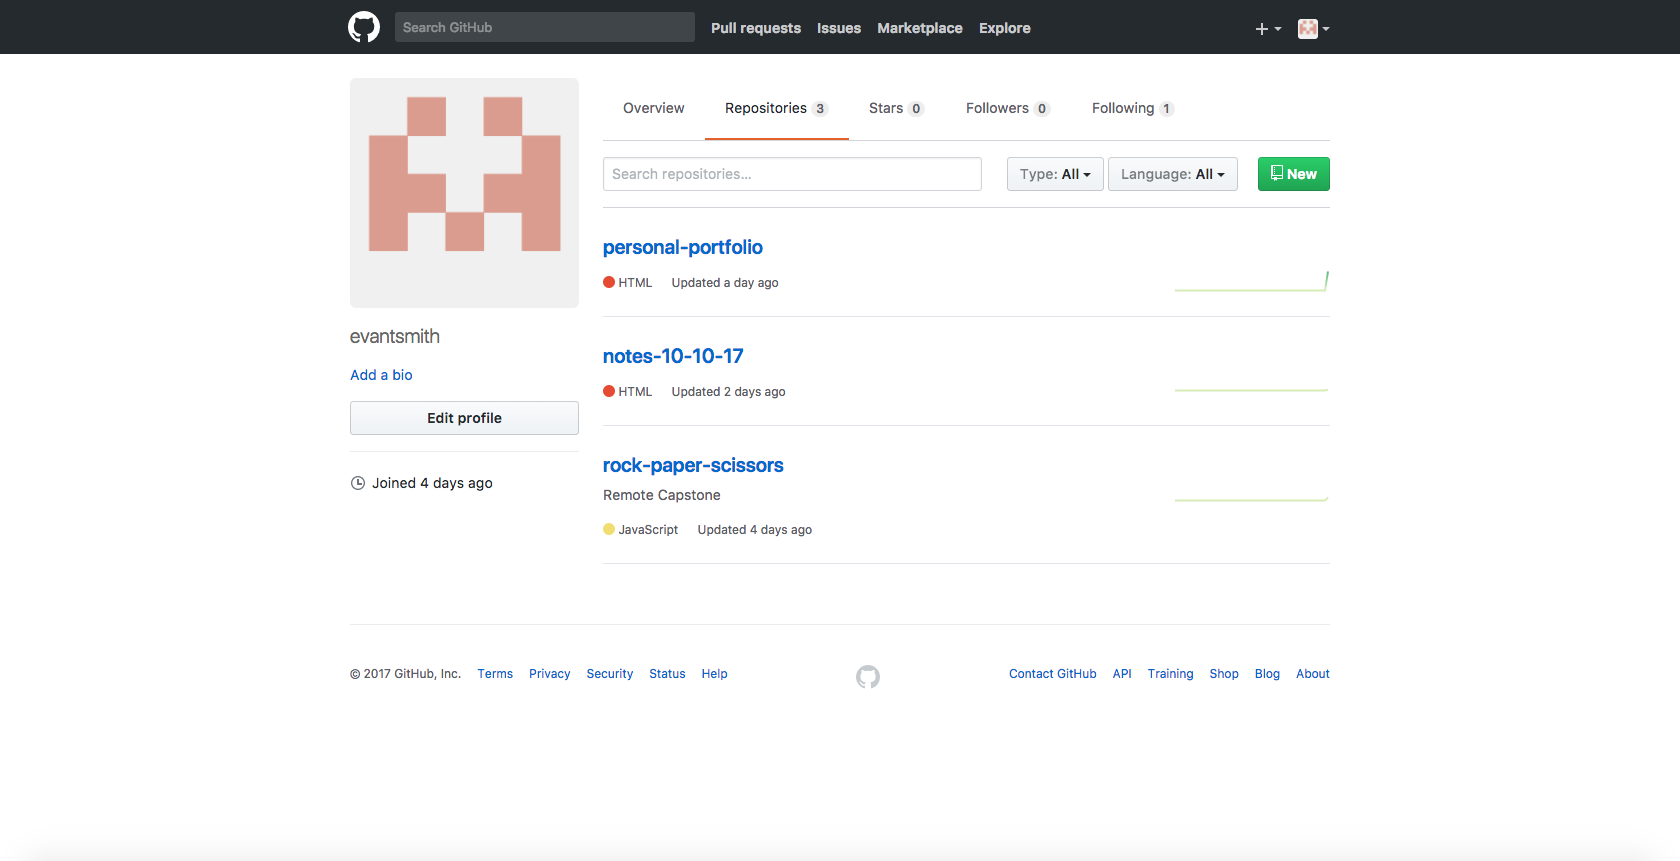 Search GitHub Pull requests Issues Marketplace Explore
Overview Repositories 3 Stars 0 Followers 0 Following 1
Search repositories... Type: All Language: All New
personal-portfolio
HTML Updated a day ago
evantsmith
notes-10-10-17
Add a bio
HTML Updated 2 days ago
Edit profile
rock-paper-scissors
Joined 4 days ago
Remote Capstone
JavaScript Updated 4 days ago
© 2017 GitHub, Inc. Terms Privacy Security Status Help Contact GitHub API Training Shop Blog About